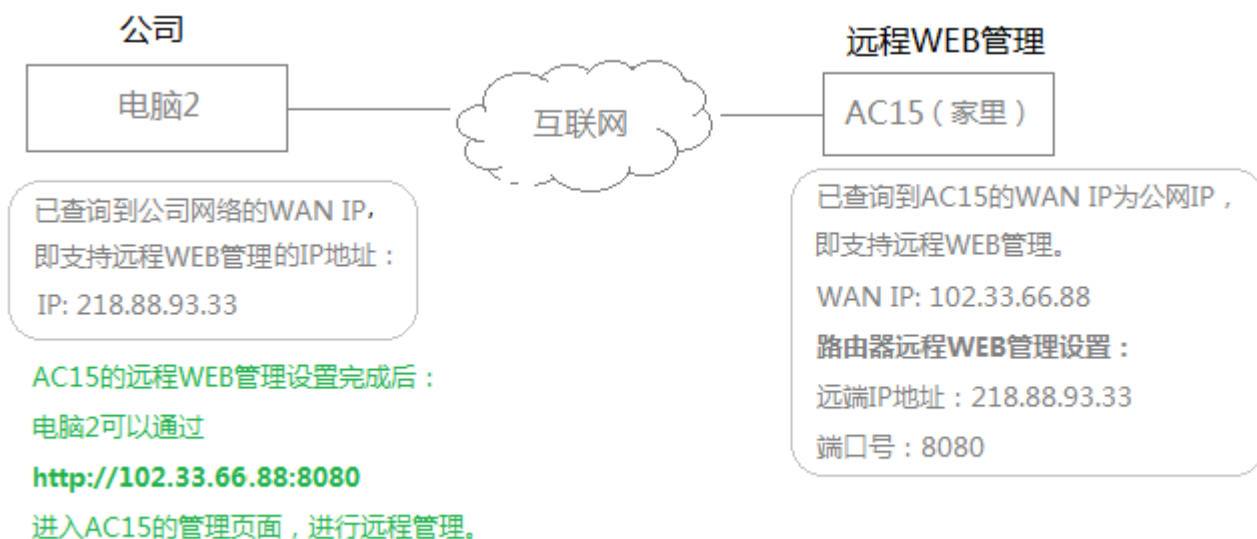 公司
电脑2
已查询到公司网络的WAN IP,
即支持远程WEB管理的IP地址：
IP: 218.88.93.33
AC15的远程WEB管理设置完成后：
电脑2可以通过
http://102.33.66.88:8080
进入AC15的管理页面，进行远程管理。
互联网
远程WEB管理
AC15（家里）
已查询到AC15的WAN IP为公网IP，
即支持远程WEB管理。
WAN IP: 102.33.66.88
路由器远程WEB管理设置：
远端IP地址：218.88.93.33
端口号：8080